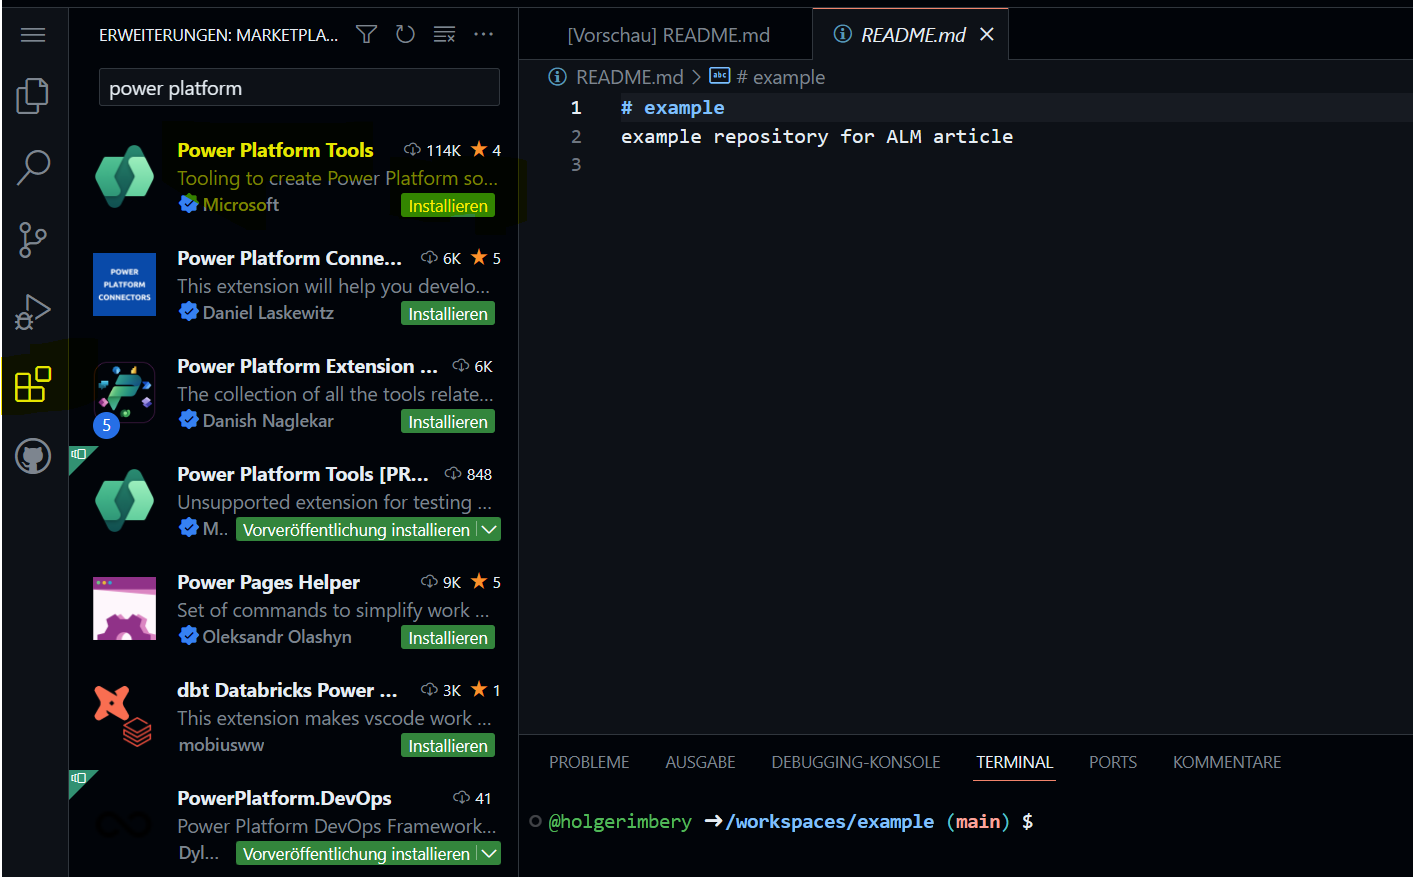 ERWEITERUNGEN: MARKETPLA...
power platform
Power Platform Tools 114K 4
Tooling to create Power Platform so...
Microsoft Installieren
POWER PLATFORM CONNECTORS
Power Platform Conne... 6K 5
This extension will help you develo...
Daniel Laskewitz Installieren
Power Platform Extension ... 6K
The collection of all the tools relate...
5 Danish Naglekar Installieren
Power Platform Tools [PR... 848
Unsupported extension for testing ...
M.. Vorveröffentlichung installieren
Power Pages Helper 9K 5
Set of commands to simplify work ...
Oleksandr Olashyn Installieren
dbt Databricks Power ... 3K 1
This extension makes vscode work ...
mobiusww Installieren
PowerPlatform.DevOps 41
Power Platform DevOps Framework...
Dyl... Vorveröffentlichung installieren
[Vorschau] README.md README.md
README.md > abc # example
1 # example
2 example repository for ALM article
3
PROBLEME AUSGABE DEBUGGING-KONSOLE TERMINAL PORTS KOMMENTARE
@holgerimbery ➜/workspaces/example (main) $